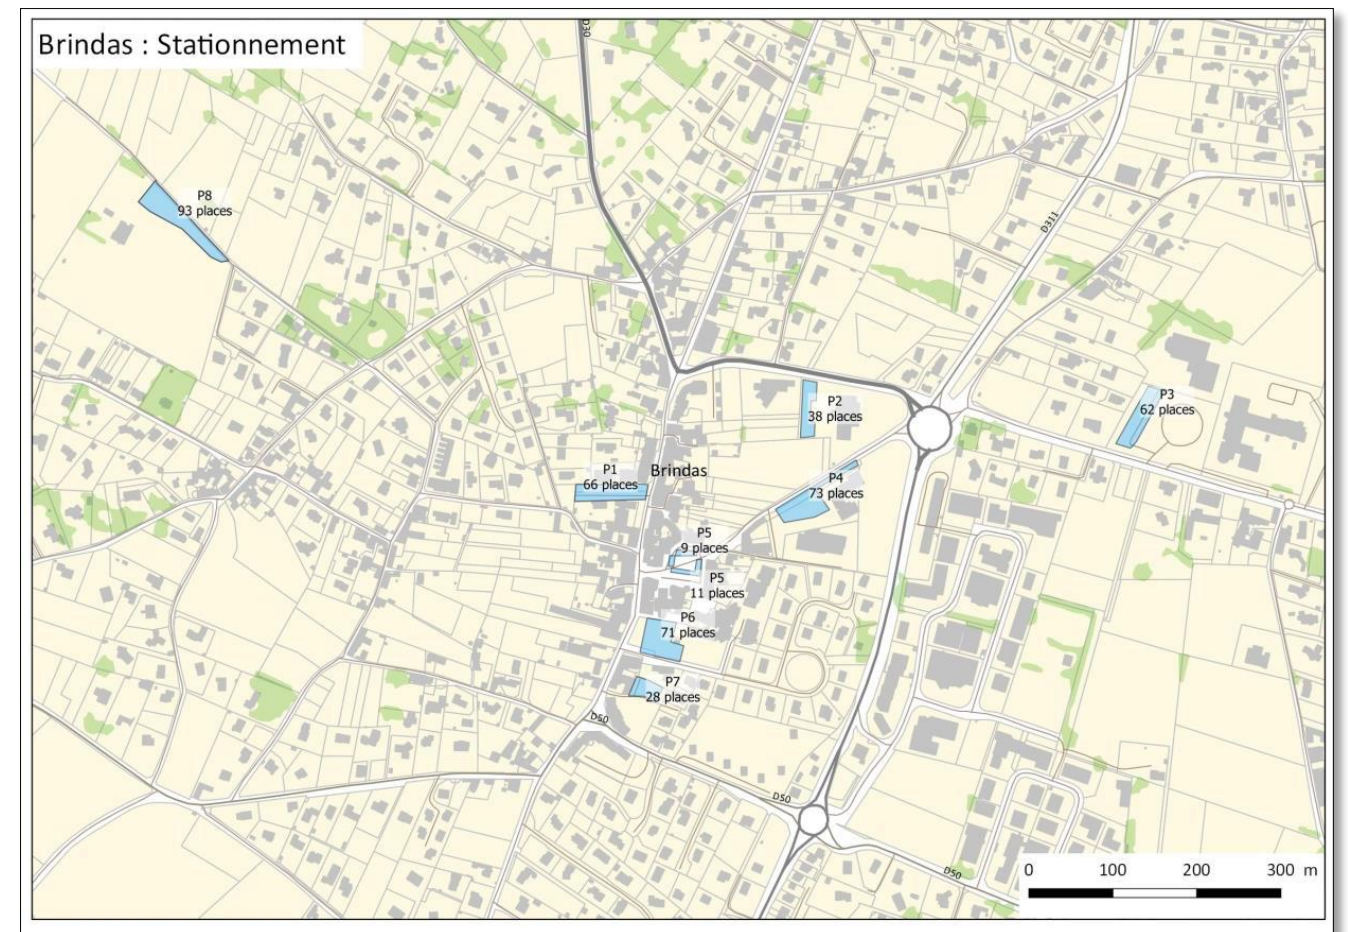 Brindas : Stationnement
D30
P8
93 places
D311
P2
38 places
P3
62 places
P1
66 places
Brindas
P4
73 places
P5
9 places
P5
11 places
P6
71 places
P7
28 places
D50
D50
D50
0 100 200 300 m